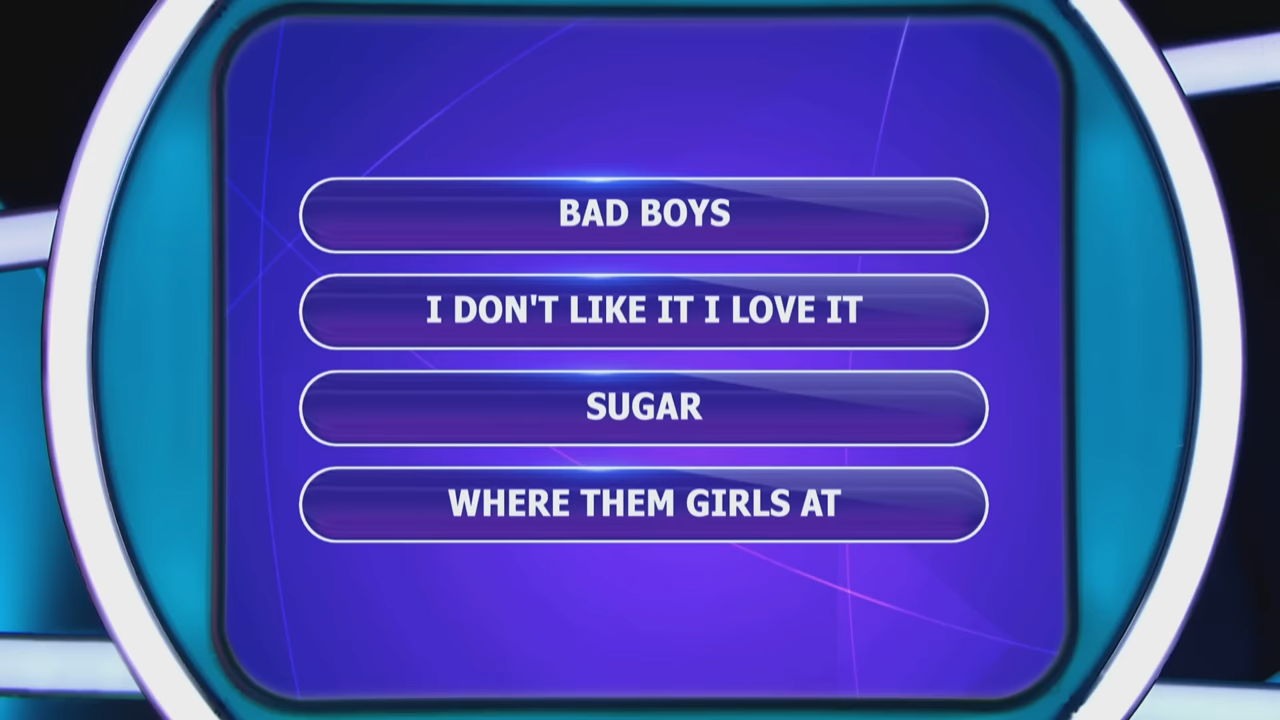 BAD BOYS
I DON'T LIKE IT I LOVE IT
SUGAR
WHERE THEM GIRLS AT